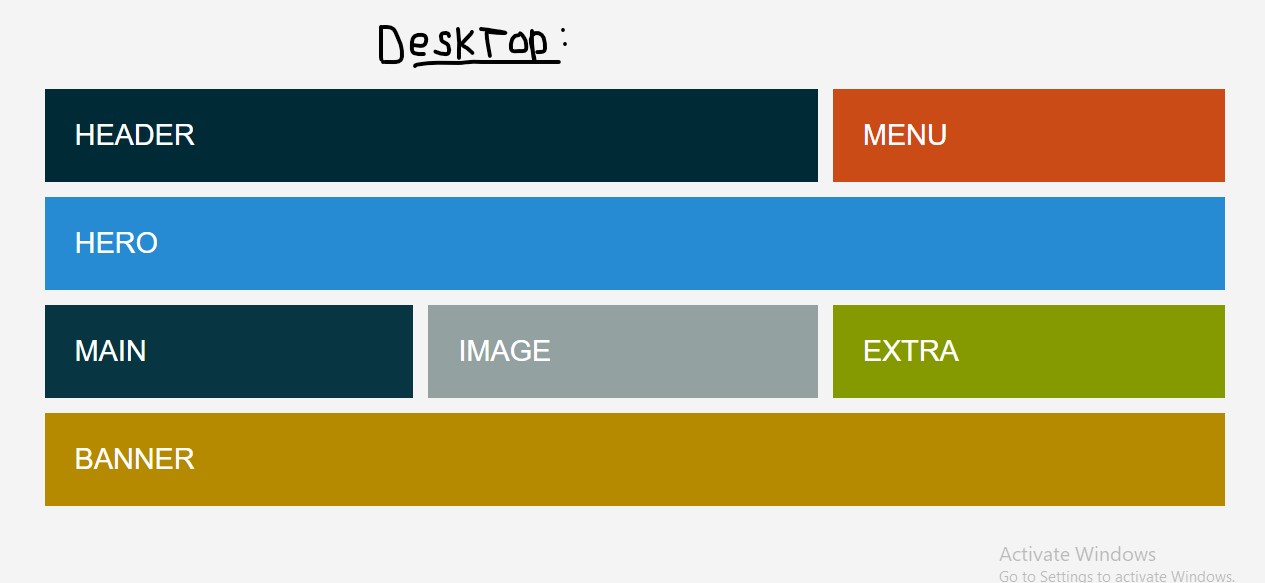 DeskTop:
HEADER MENU
HERO
MAIN IMAGE EXTRA
BANNER
Activate Windows
Go to Settings to activate Windows.